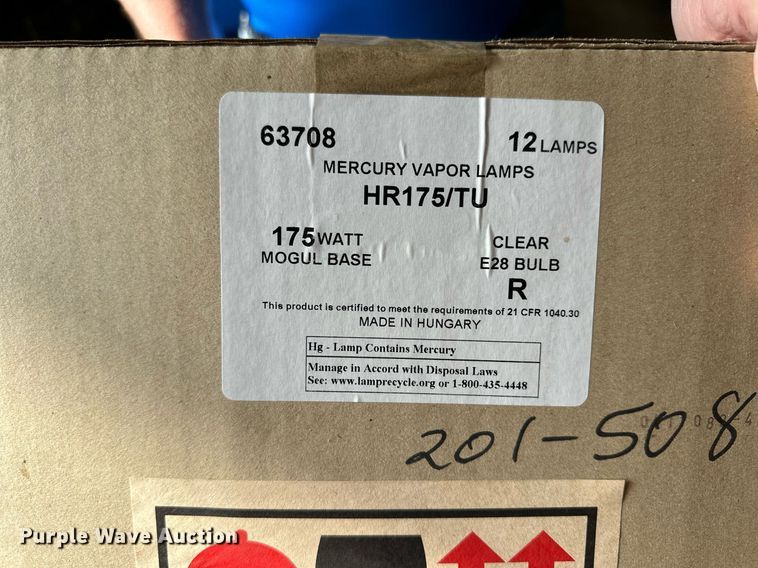 63708 12 LAMPS
MERCURY VAPOR LAMPS
HR175/TU
175 WATT CLEAR
MOGUL BASE E28 BULB
R
This product is certified to meet the requirements of 21 CFR 1040.30
MADE IN HUNGARY
Hg - Lamp Contains Mercury
Manage in Accord with Disposal Laws
See: www.lamprecycle.org or 1-800-435-4448
201-508
Purple Wave Auction